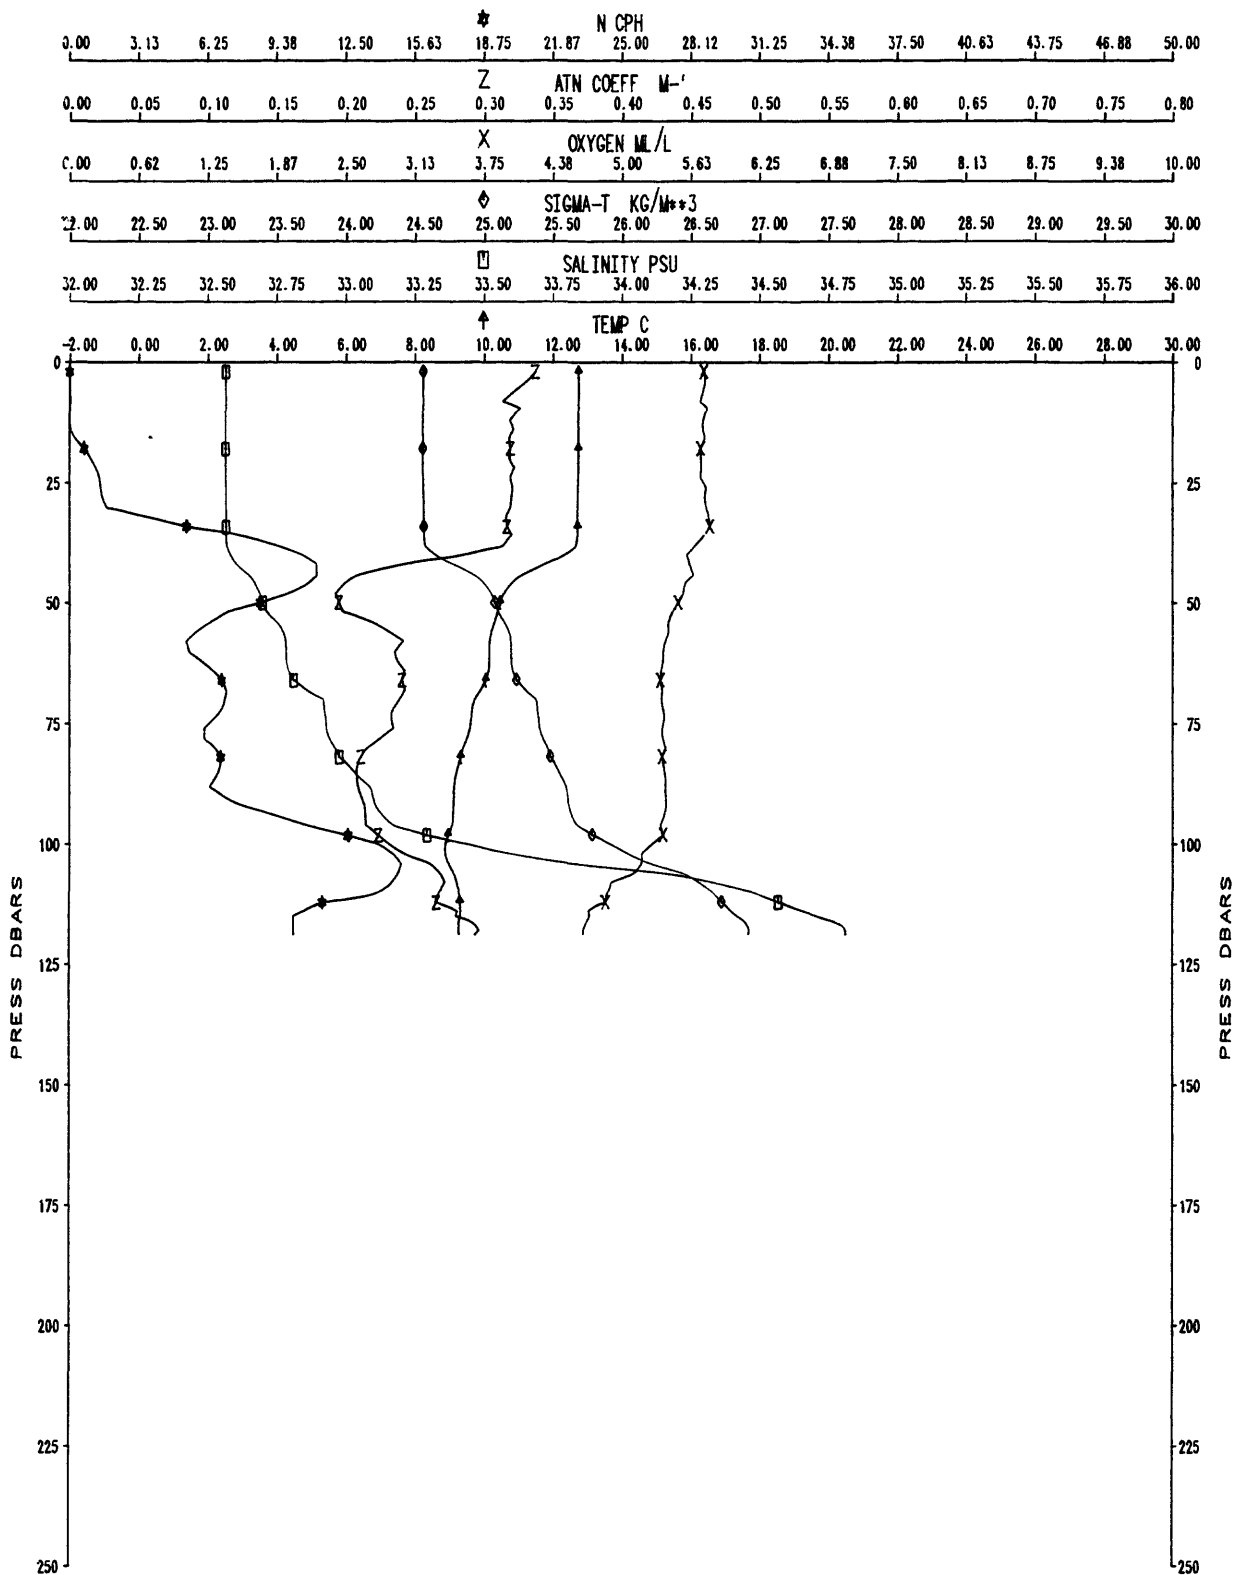 N CPH
0.00 3.13 6.25 9.38 12.50 15.63 18.75 21.87 25.00 28.12 31.25 34.38 37.50 40.63 43.75 46.88 50.00
Z ATN COEFF M-'
0.00 0.05 0.10 0.15 0.20 0.25 0.30 0.35 0.40 0.45 0.50 0.55 0.60 0.65 0.70 0.75 0.80
X OXYGEN ML/L
0.00 0.62 1.25 1.87 2.50 3.13 3.75 4.38 5.00 5.63 6.25 6.88 7.50 8.13 8.75 9.38 10.00
SIGMA-T KG/M**3
22.00 22.50 23.00 23.50 24.00 24.50 25.00 25.50 26.00 26.50 27.00 27.50 28.00 28.50 29.00 29.50 30.00
SALINITY PSU
32.00 32.25 32.50 32.75 33.00 33.25 33.50 33.75 34.00 34.25 34.50 34.75 35.00 35.25 35.50 35.75 36.00
TEMP C
-2.00 0.00 2.00 4.00 6.00 8.00 10.00 12.00 14.00 16.00 18.00 20.00 22.00 24.00 26.00 28.00 30.00
0 0
25 25
50 50
75 75
100 100
125 125
150 150
175 175
200 200
225 225
250 250
PRESS DBARS
PRESS DBARS